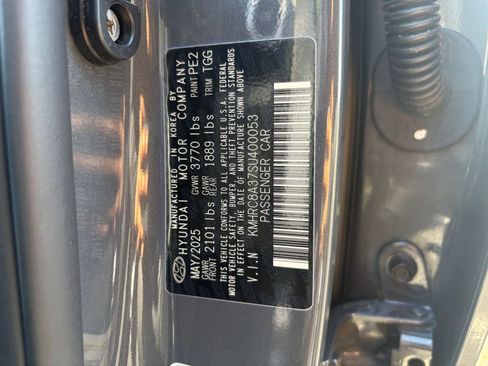 MANUFACTURED IN KOREA BY
HYUNDAI MOTOR COMPANY
MAY/2025 GVWR 3770 lbs PAINT PE2
GAWR FRONT 2101 lbs GAWR REAR 1889 lbs TRIM TGG
THIS VEHICLE CONFORMS TO ALL APPLICABLE U.S.A. FEDERAL
MOTOR VEHICLE SAFETY, BUMPER, AND THEFT PREVENTION STANDARDS
IN EFFECT ON THE DATE OF MANUFACTURE SHOWN ABOVE.
V.I.N KMHRC8A37SU400053
PASSENGER CAR